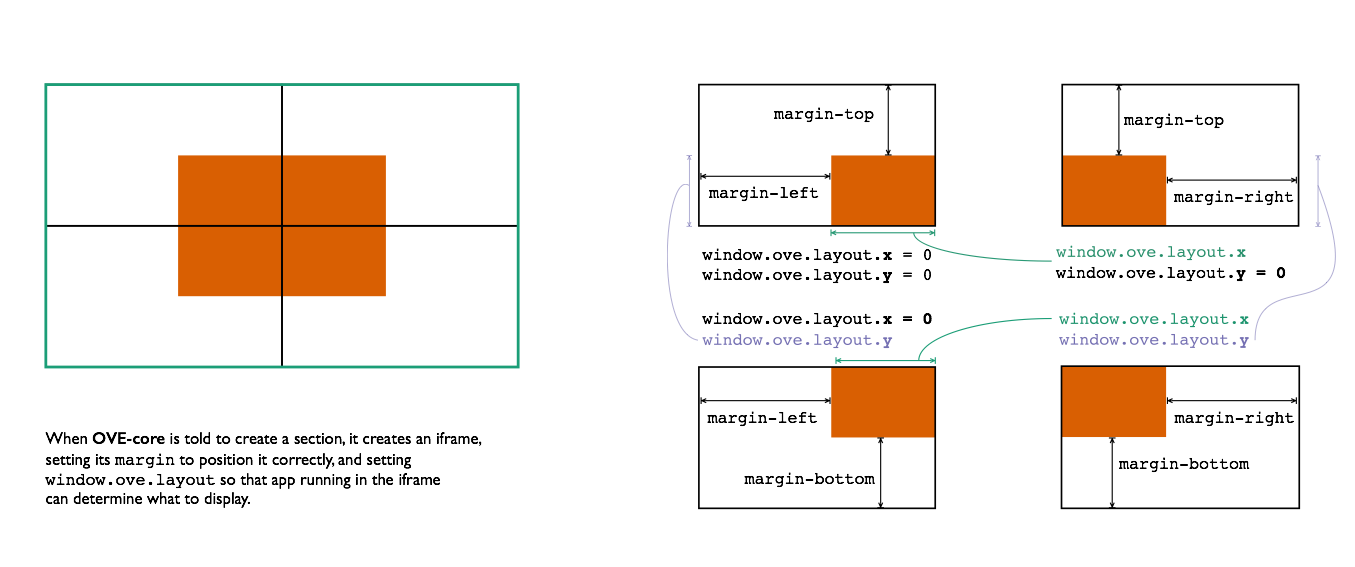 margin-top
margin-left
margin-top
margin-right
window.ove.layout.x = 0
window.ove.layout.y = 0
window.ove.layout.x
window.ove.layout.y = 0
window.ove.layout.x = 0
window.ove.layout.y
window.ove.layout.x
window.ove.layout.y
margin-left
margin-bottom
margin-right
margin-bottom
When OVE-core is told to create a section, it creates an iframe,
setting its margin to position it correctly, and setting
window.ove.layout so that app running in the iframe
can determine what to display.